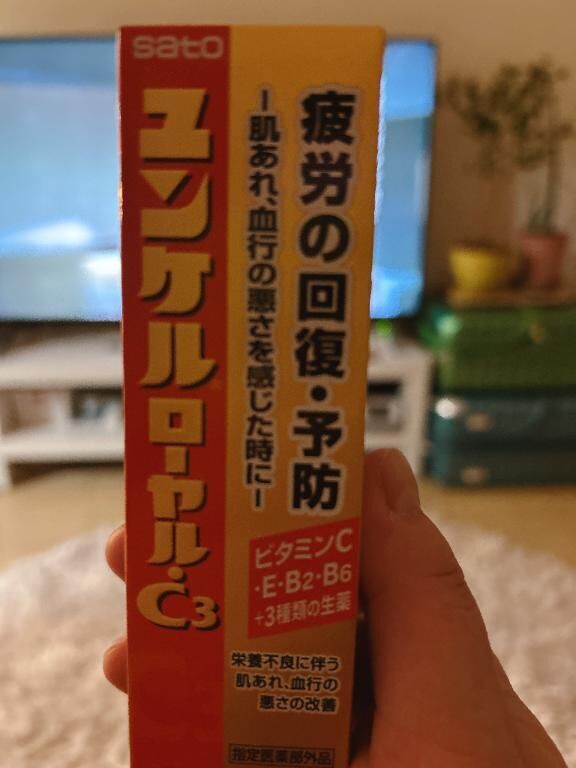 sato
ユンケルローヤル・C3
疲労の回復・予防
ー肌あれ、血行の悪さを感じた時にー
ビタミンC
・E・B2・B6
+3種類の生薬
栄養不良に伴う
肌あれ、血行の
悪さの改善
指定医薬部外品